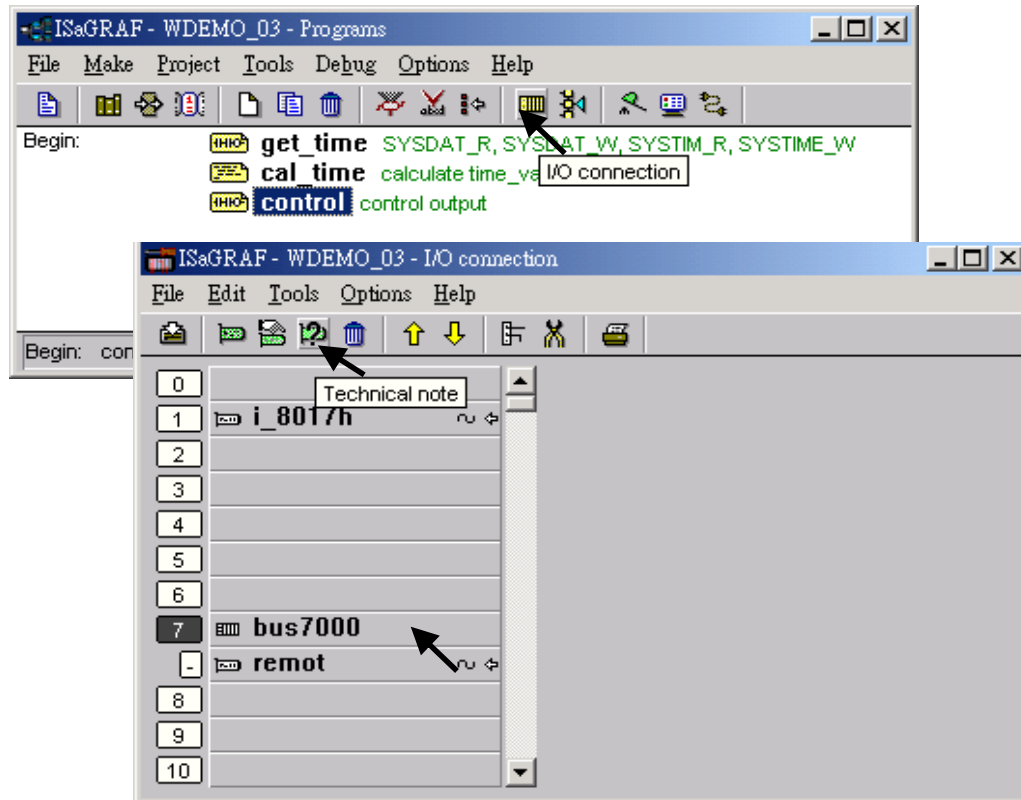 ISaGRAF - WDEMO_03 - Programs
File Make Project Tools Debug Options Help
Begin: get_time SYSDAT_R, SYSDAT_W, SYSTIM_R, SYSTIME_W
cal_time calculate time_va
I/O connection
control control output
Begin: con
ISaGRAF - WDEMO_03 - I/O connection
File Edit Tools Options Help
Technical note
0
1 i_8017h
2
3
4
5
6
7 bus7000
- remot
8
9
10